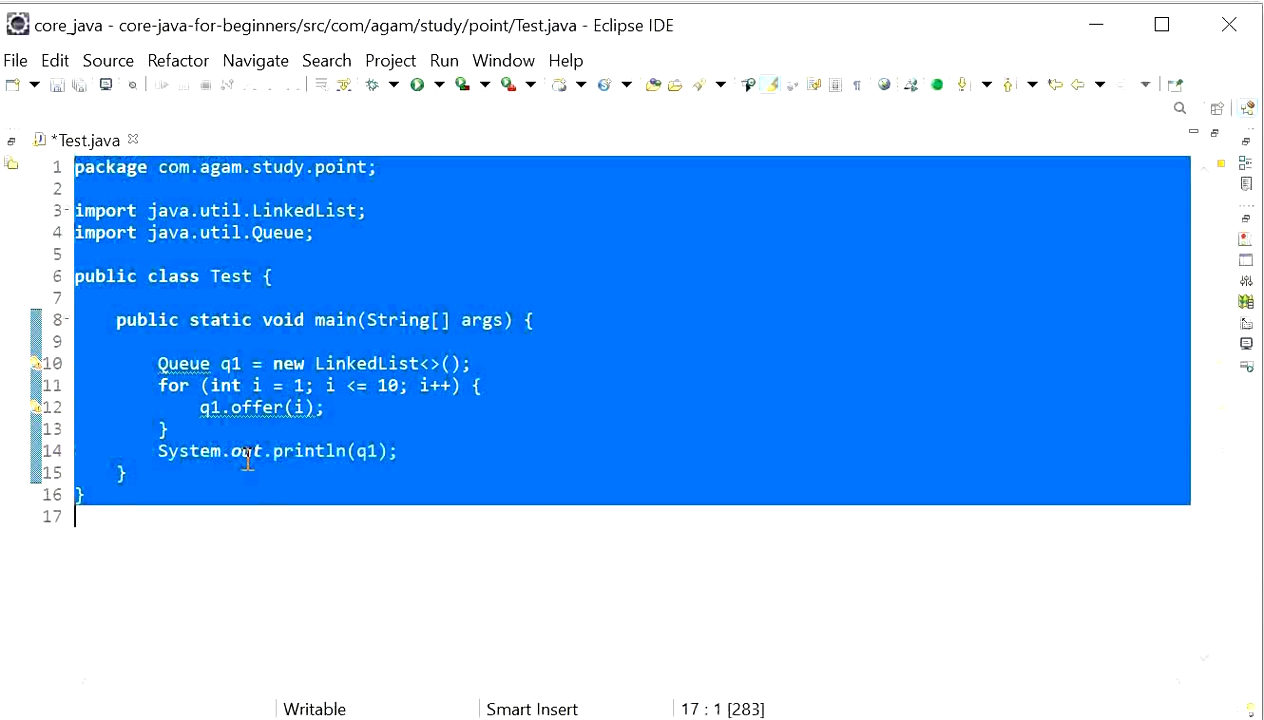 core_java - core-java-for-beginners/src/com/agam/study/point/Test.java - Eclipse IDE
File Edit Source Refactor Navigate Search Project Run Window Help
*Test.java
1 package com.agam.study.point;
2
3 import java.util.LinkedList;
4 import java.util.Queue;
5
6 public class Test {
7
8 public static void main(String[] args) {
9
10 Queue q1 = new LinkedList<>();
11 for (int i = 1; i <= 10; i++) {
12 q1.offer(i);
13 }
14 System.out.println(q1);
15 }
16 }
17
Writable Smart Insert 17 : 1 [283]